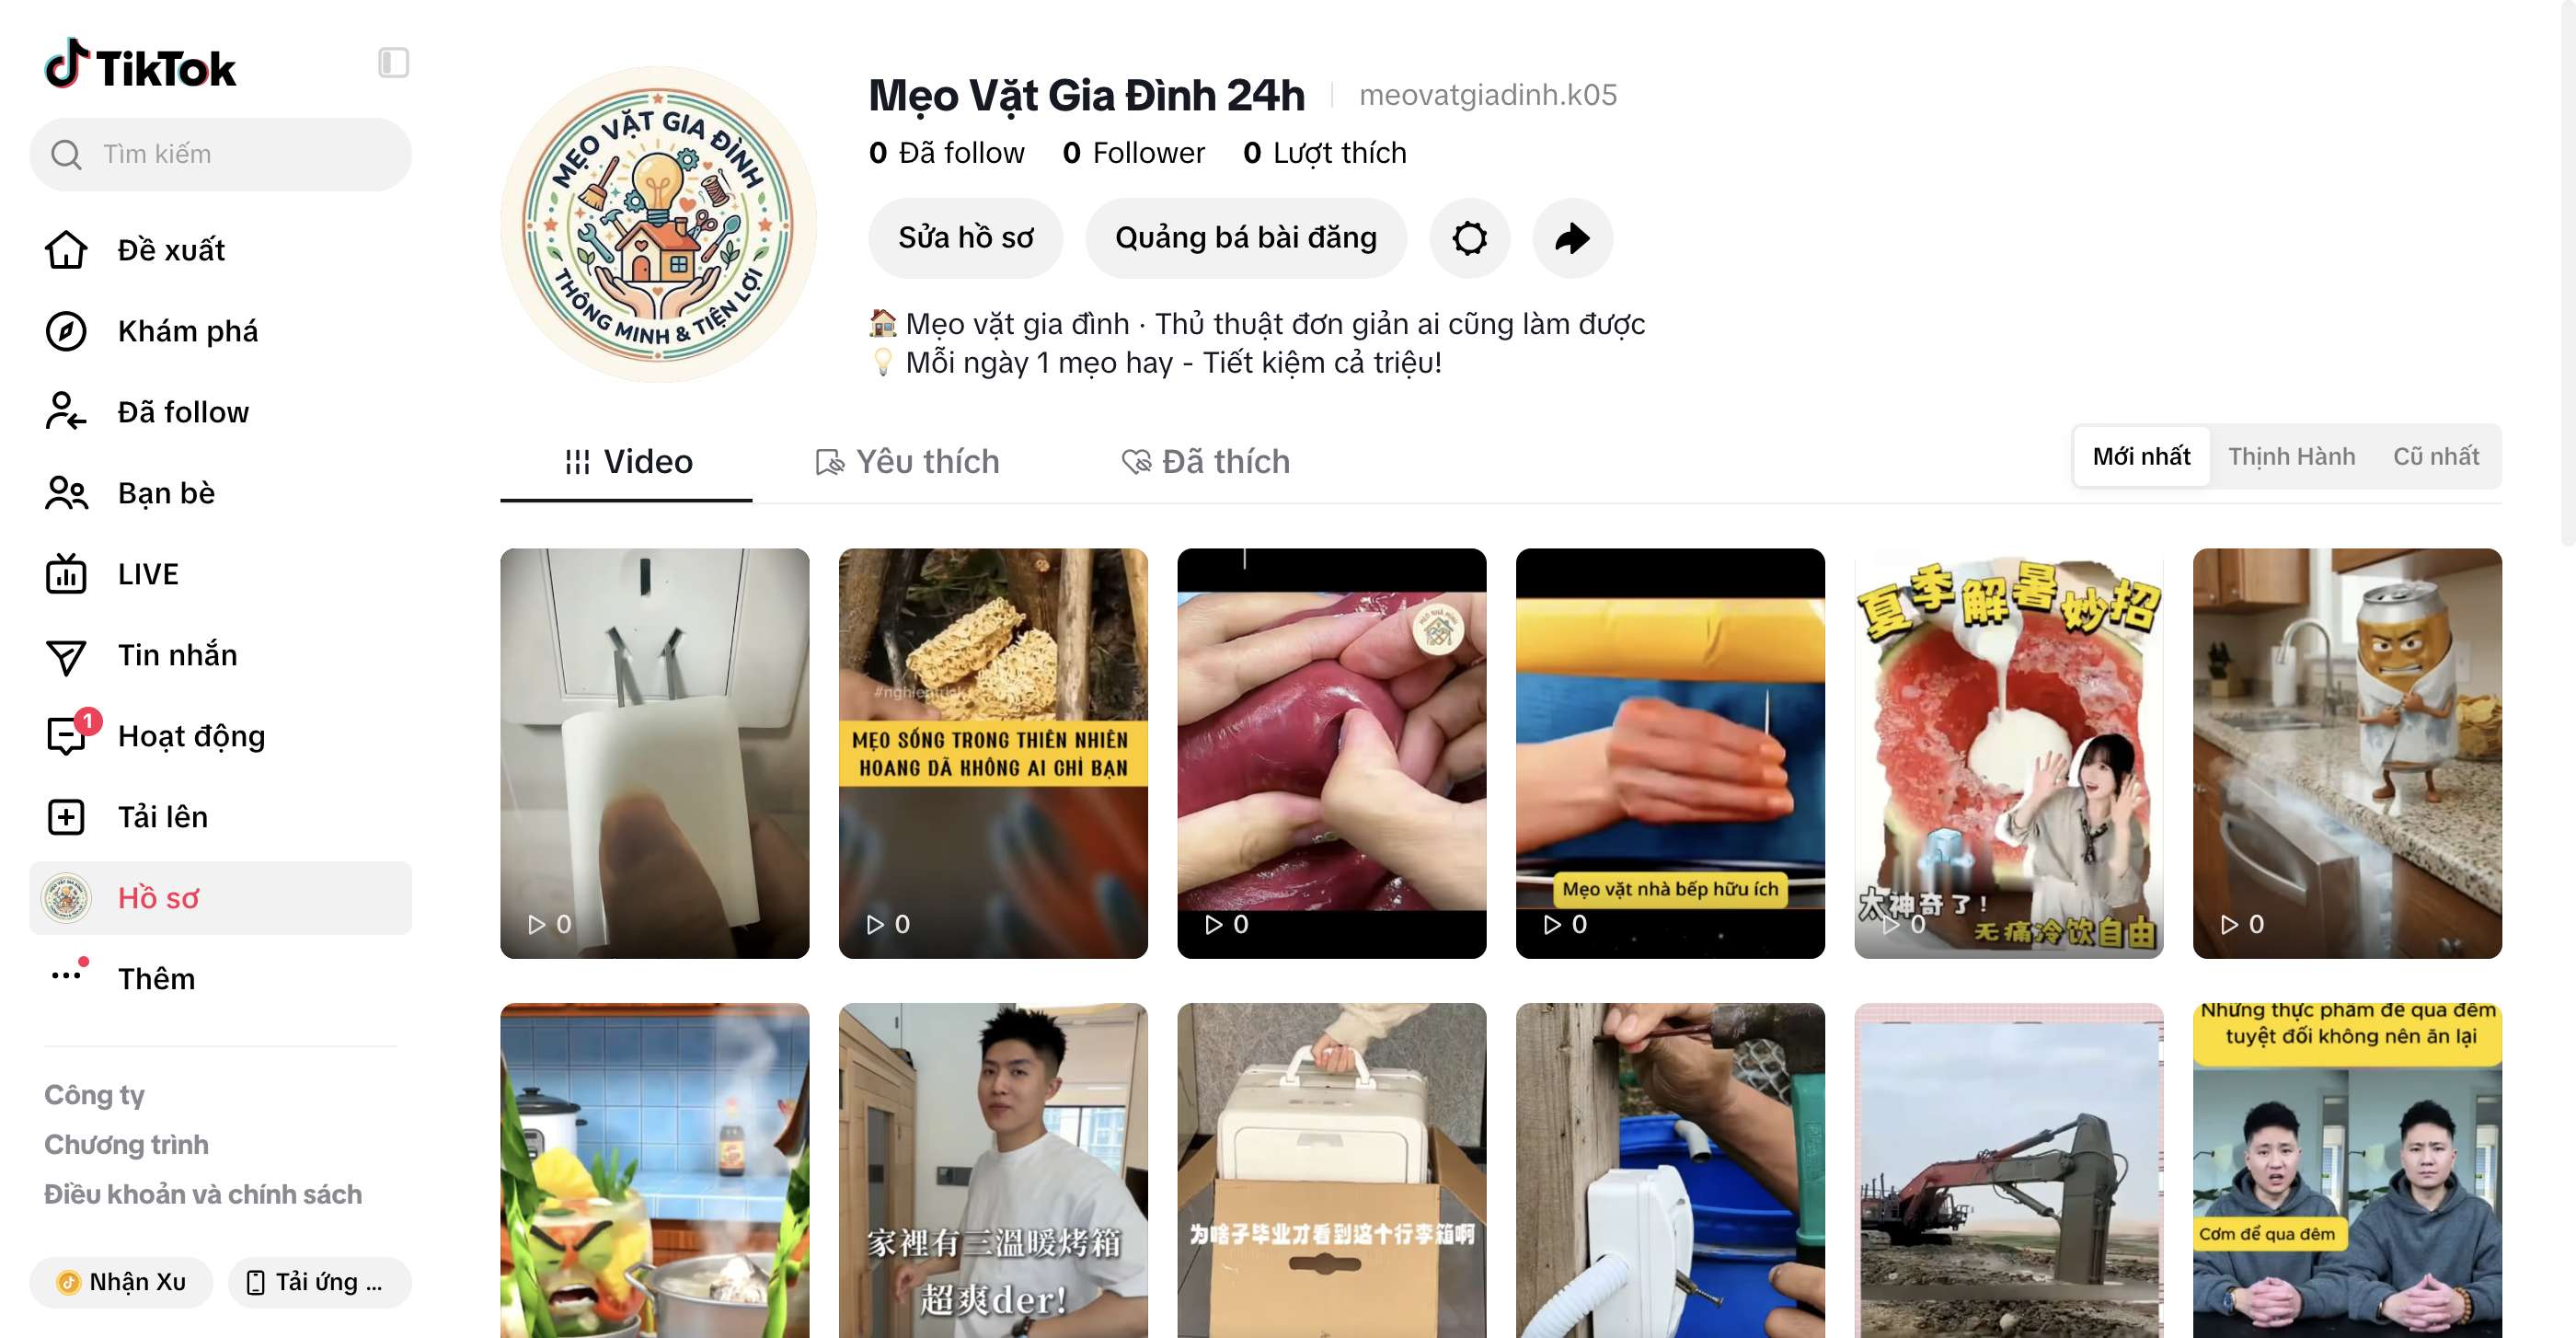 TikTok
Tìm kiếm
Đề xuất
Khám phá
Đã follow
Bạn bè
LIVE
Tin nhắn
1
Hoạt động
Tải lên
Hồ sơ
Thêm
Công ty
Chương trình
Điều khoản và chính sách
Nhận Xu
Tải ứng ...
MẸO VẶT GIA ĐÌNH
THÔNG MINH & TIỆN LỢI
Mẹo Vặt Gia Đình 24h
meovatgiadinh.k05
0 Đã follow 0 Follower 0 Lượt thích
Sửa hồ sơ
Quảng bá bài đăng
Mẹo vặt gia đình · Thủ thuật đơn giản ai cũng làm được
Mỗi ngày 1 mẹo hay - Tiết kiệm cả triệu!
Video
Yêu thích
Đã thích
Mới nhất
Thịnh Hành
Cũ nhất
0
MẸO SỐNG TRONG THIÊN NHIÊN
HOANG DÃ KHÔNG AI CHỈ BẠN
0
0
Mẹo vặt nhà bếp hữu ích
0
夏季解暑妙招
太神奇了!
0
无痛冷饮自由
0
家裡有三溫暖烤箱
超爽der!
为啥子毕业才看到这个行李箱啊
Những thực phẩm để qua đêm
tuyệt đối không nên ăn lại
Cơm để qua đêm